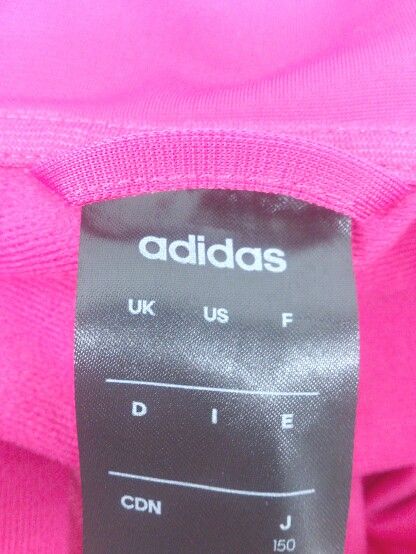 adidas
UK US F
D I E
CDN J
150